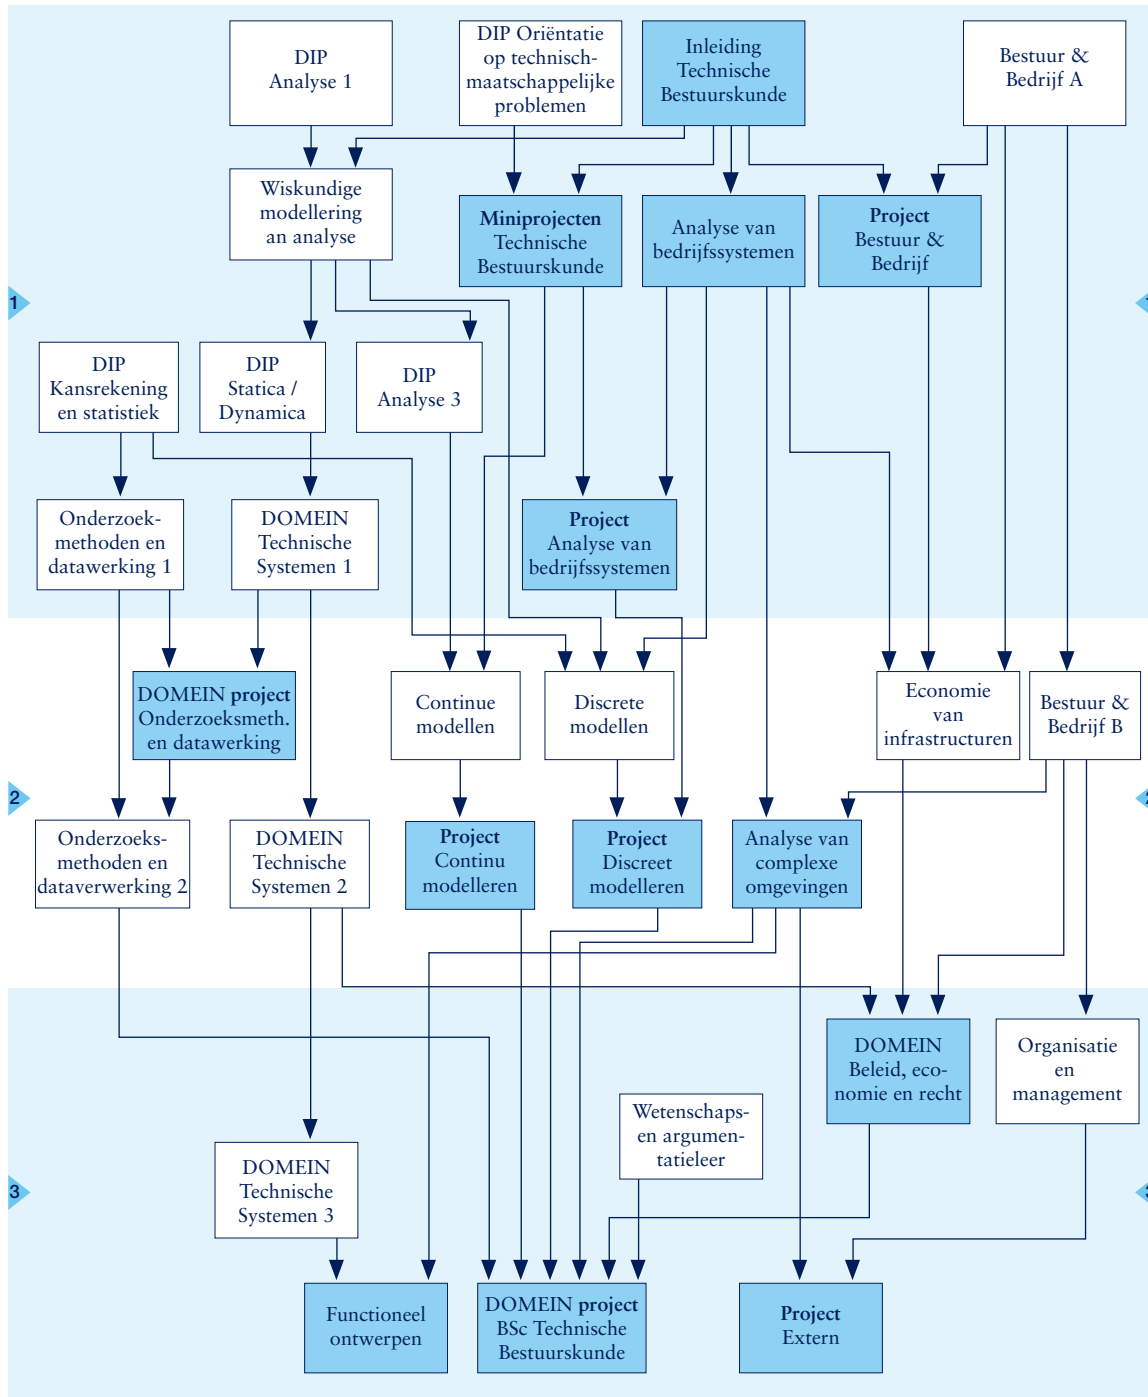 DIP
Analyse 1
DIP Oriëntatie
op technisch-
maatschappelijke
problemen
Inleiding
Technische
Bestuurskunde
Bestuur &
Bedrijf A
Wiskundige
modellering
an analyse
Miniprojecten
Technische
Bestuurskunde
Analyse van
bedrijfssystemen
Project
Bestuur &
Bedrijf
1
DIP
Kansrekening
en statistiek
DIP
Statica /
Dynamica
DIP
Analyse 3
Onderzoek-
methoden en
datawerking 1
DOMEIN
Technische
Systemen 1
Project
Analyse van
bedrijfssystemen
DOMEIN project
Onderzoeksmeth.
en datawerking
Continue
modellen
Discrete
modellen
Economie
van
infrastructuren
Bestuur &
Bedrijf B
2
2
Onderzoeks-
methoden en
dataverwerking 2
DOMEIN
Technische
Systemen 2
Project
Continu
modelleren
Project
Discreet
modelleren
Analyse van
complexe
omgevingen
DOMEIN
Beleid, eco-
nomie en recht
Organisatie
en
management
Wetenschaps-
en argumen-
tatieleer
3
3
DOMEIN
Technische
Systemen 3
Functioneel
ontwerpen
DOMEIN project
BSc Technische
Bestuurskunde
Project
Extern